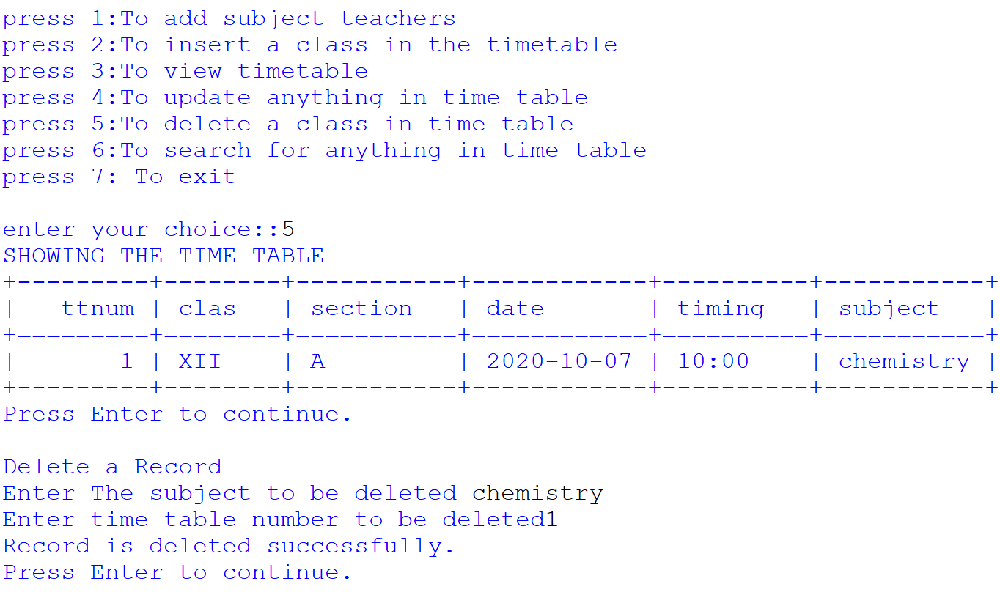 press 1:To add subject teachers
press 2:To insert a class in the timetable
press 3:To view timetable
press 4:To update anything in time table
press 5:To delete a class in time table
press 6:To search for anything in time table
press 7: To exit
enter your choice::5
SHOWING THE TIME TABLE
+---------+--------+-----------+------------+----------+-----------+
|   ttnum | clas   | section   | date       | timing   | subject   |
+=========+========+===========+============+==========+===========+
|       1 | XII    | A         | 2020-10-07 | 10:00    | chemistry |
+---------+--------+-----------+------------+----------+-----------+
Press Enter to continue.
Delete a Record
Enter The subject to be deleted chemistry
Enter time table number to be deleted1
Record is deleted successfully.
Press Enter to continue.